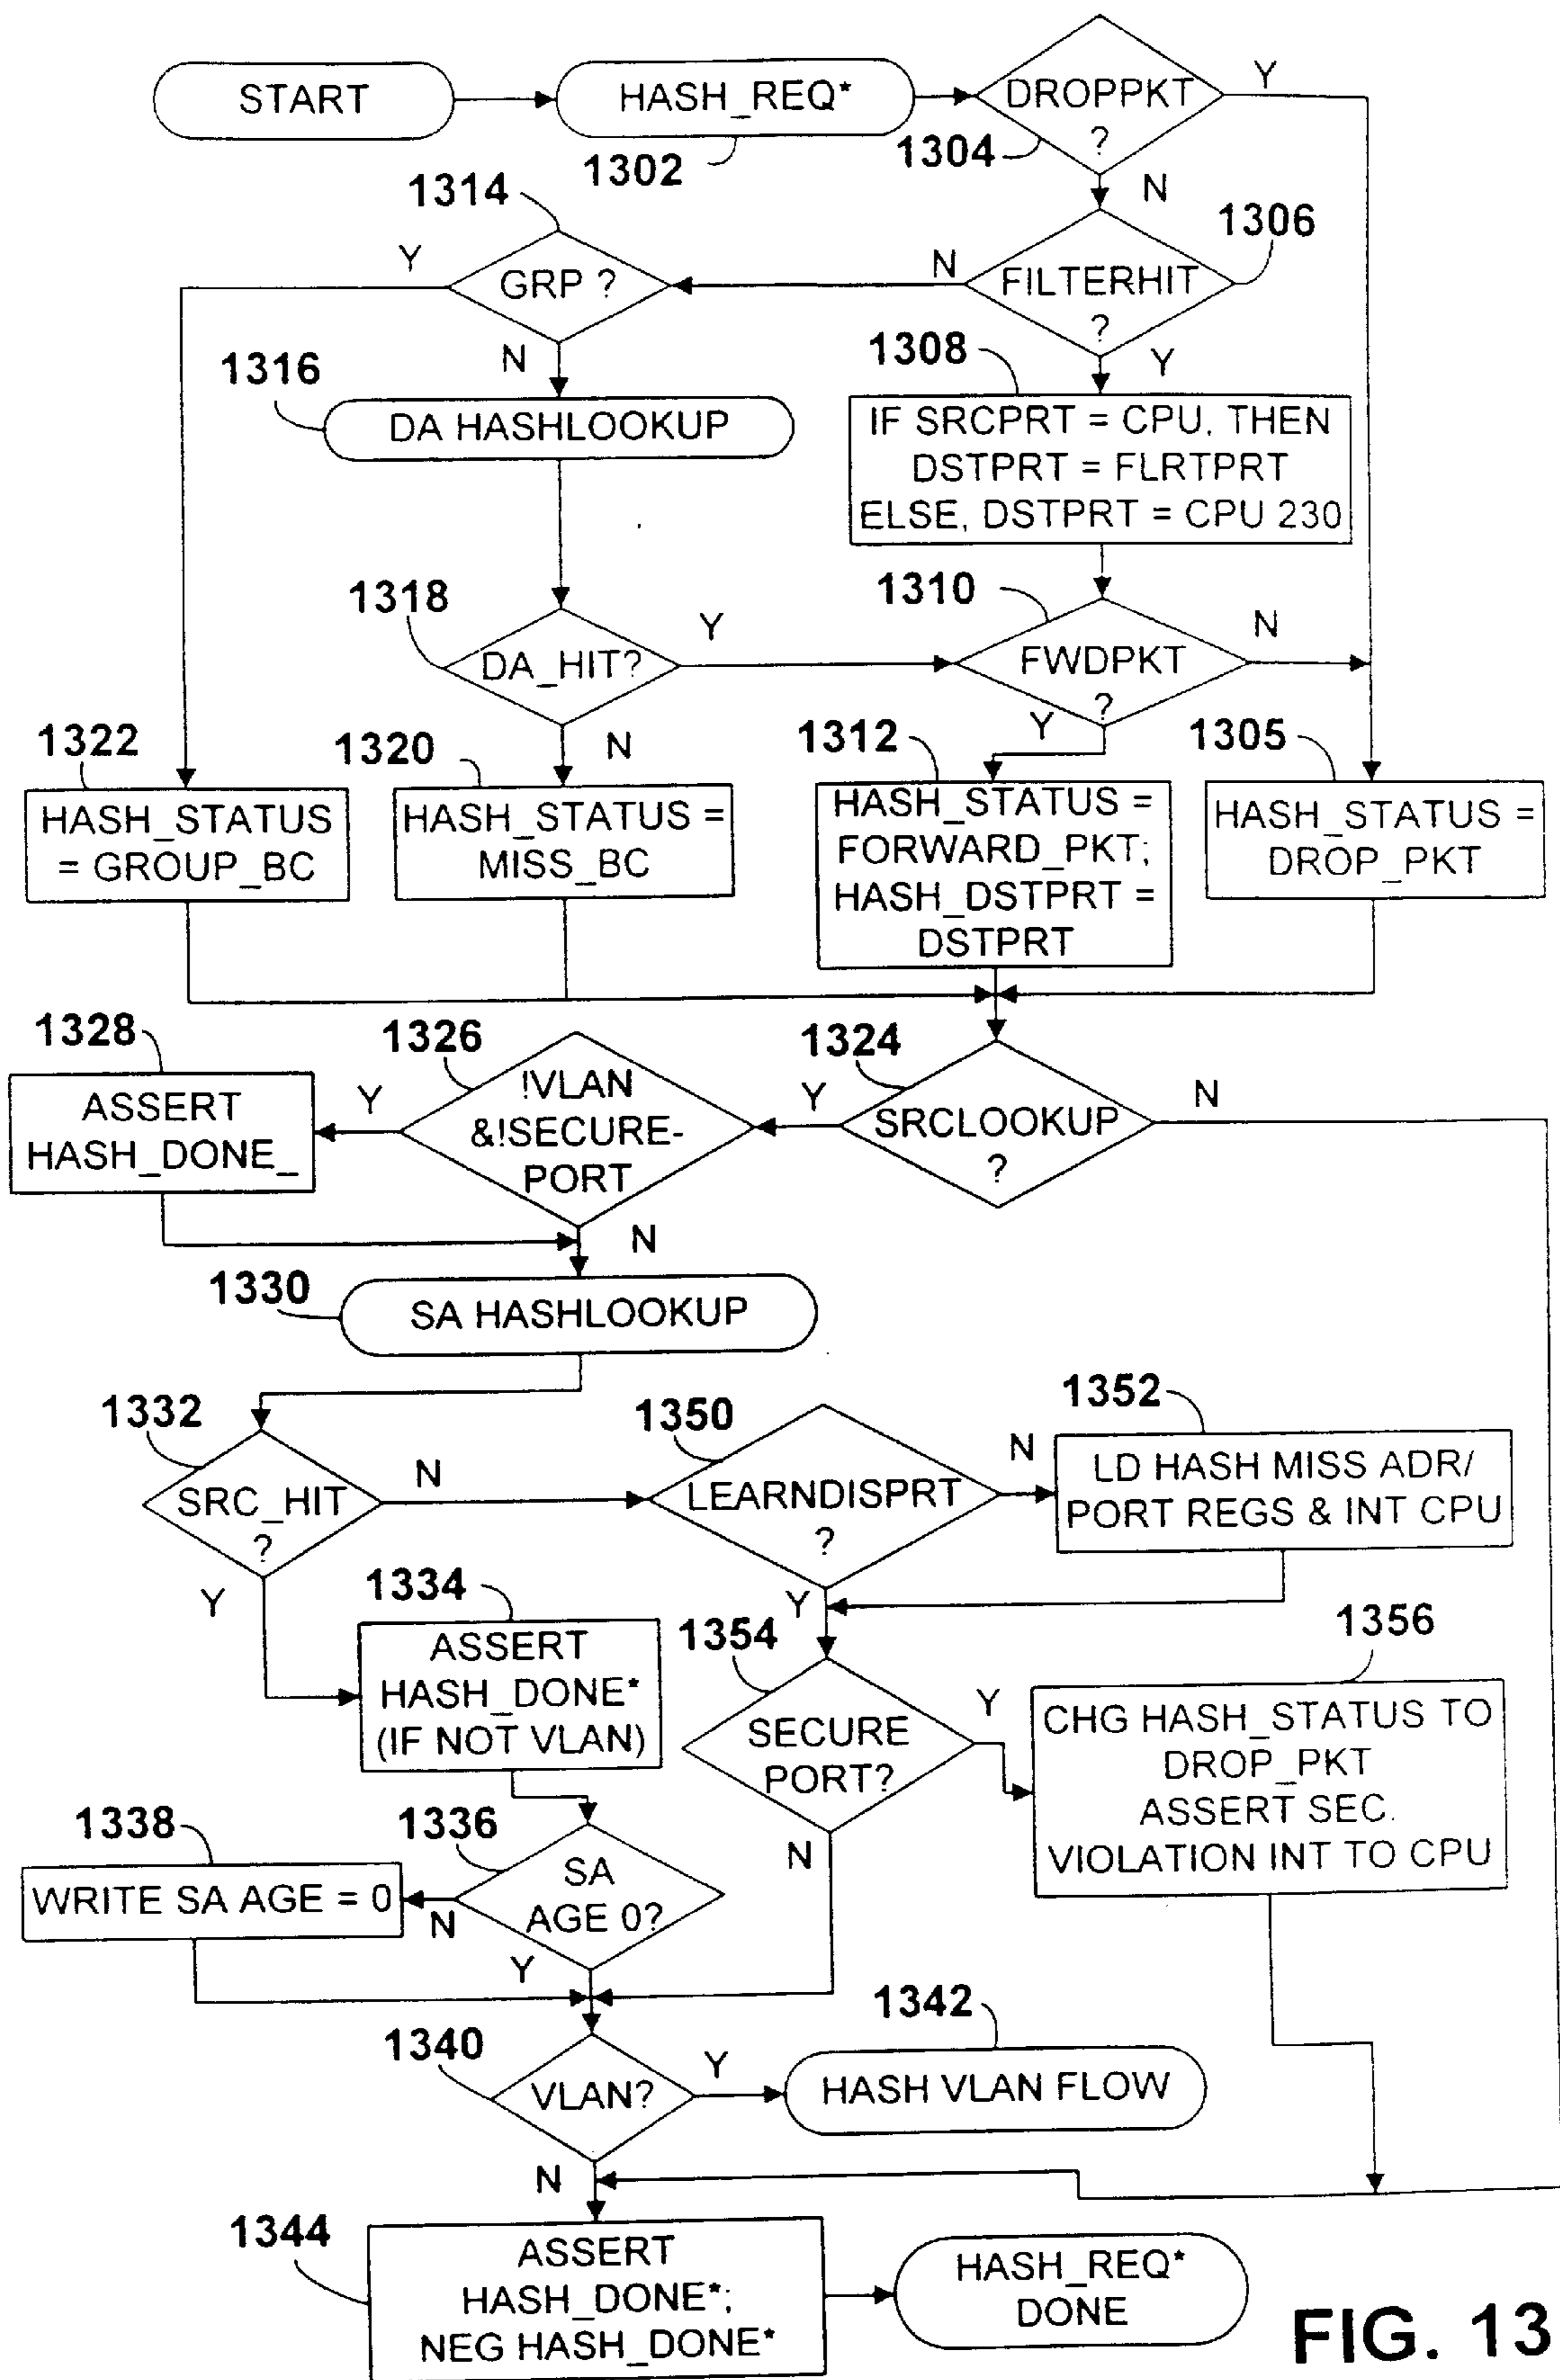 START
HASH_REQ*
1302
DROPPKT
?
1304
Y
N
1314
GRP ?
Y
N
1306
FILTERHIT
?
N
Y
1316
DA HASHLOOKUP
1308
IF SRCPRT = CPU, THEN
DSTPRT = FLRTPRT
ELSE, DSTPRT = CPU 230
1318
DA_HIT?
Y
N
1310
FWDPKT
?
N
Y
1322
HASH_STATUS
= GROUP_BC
1320
HASH_STATUS =
MISS_BC
1312
HASH_STATUS =
FORWARD_PKT;
HASH_DSTPRT =
DSTPRT
1305
HASH_STATUS =
DROP_PKT
1328
ASSERT
HASH_DONE_
1326
!VLAN
&!SECURE-
PORT
Y
N
1324
SRCLOOKUP
?
Y
N
1330
SA HASHLOOKUP
1332
SRC_HIT
?
N
Y
1350
LEARNDISPRT
?
N
Y
1352
LD HASH MISS ADR/
PORT REGS & INT CPU
1334
ASSERT
HASH_DONE*
(IF NOT VLAN)
1354
SECURE
PORT?
Y
N
1356
CHG HASH_STATUS TO
DROP_PKT
ASSERT SEC.
VIOLATION INT TO CPU
1338
WRITE SA AGE = 0
1336
SA
AGE 0?
N
Y
1340
VLAN?
Y
N
1342
HASH VLAN FLOW
1344
ASSERT
HASH_DONE*;
NEG HASH_DONE*
HASH_REQ*
DONE
FIG. 13